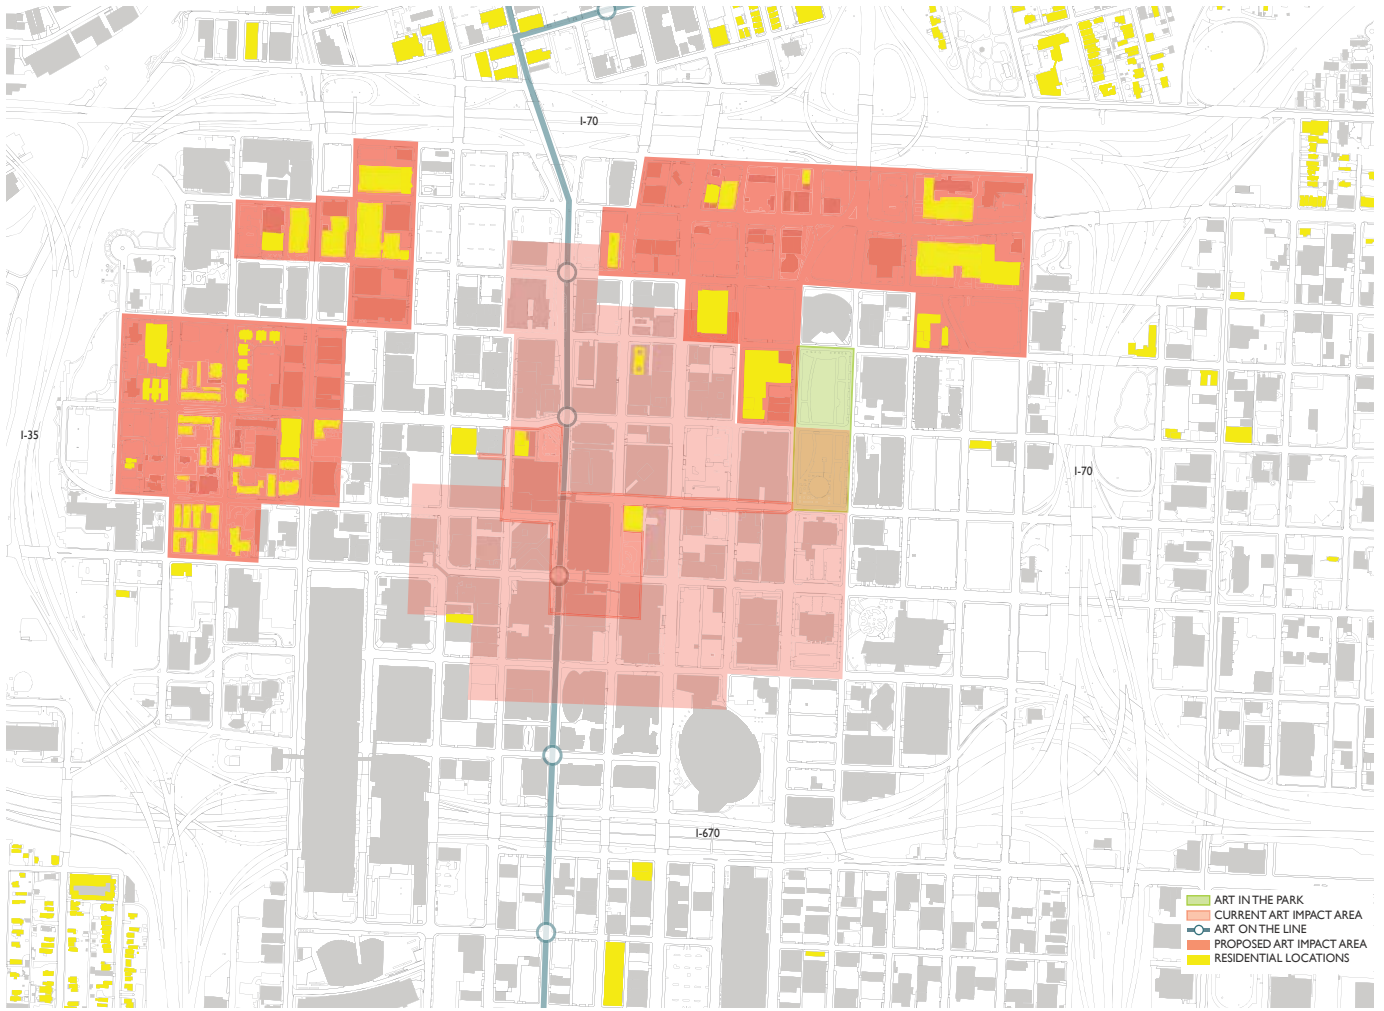 I-70
I-35
I-70
I-670
ART IN THE PARK
CURRENT ART IMPACT AREA
ART ON THE LINE
PROPOSED ART IMPACT AREA
RESIDENTIAL LOCATIONS